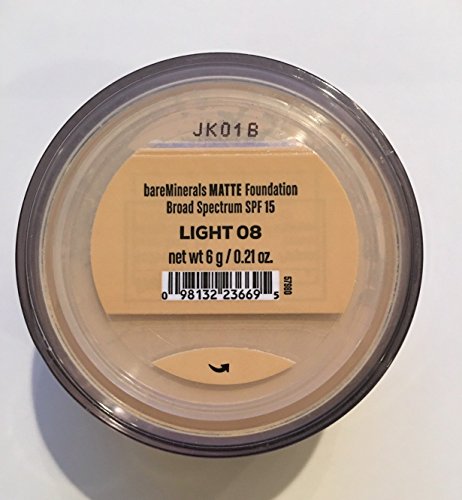 JK01B
bareMinerals MATTE Foundation
Broad Spectrum SPF 15
LIGHT 08
net wt 6 g / 0.21 oz.
57980
0 98132 23669 5